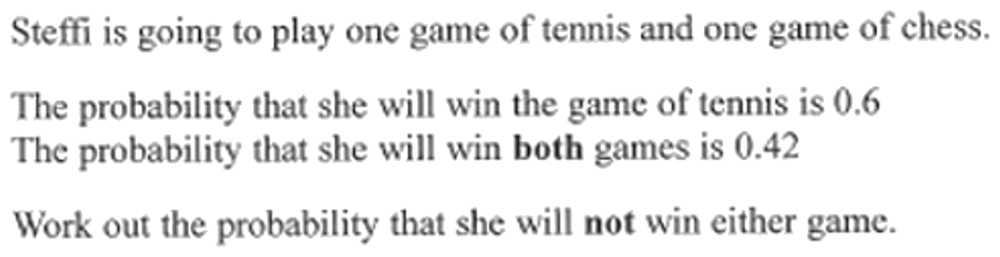 Steffi is going to play one game of tennis and one game of chess.
The probability that she will win the game of tennis is 0.6
The probability that she will win both games is 0.42
Work out the probability that she will not win either game.